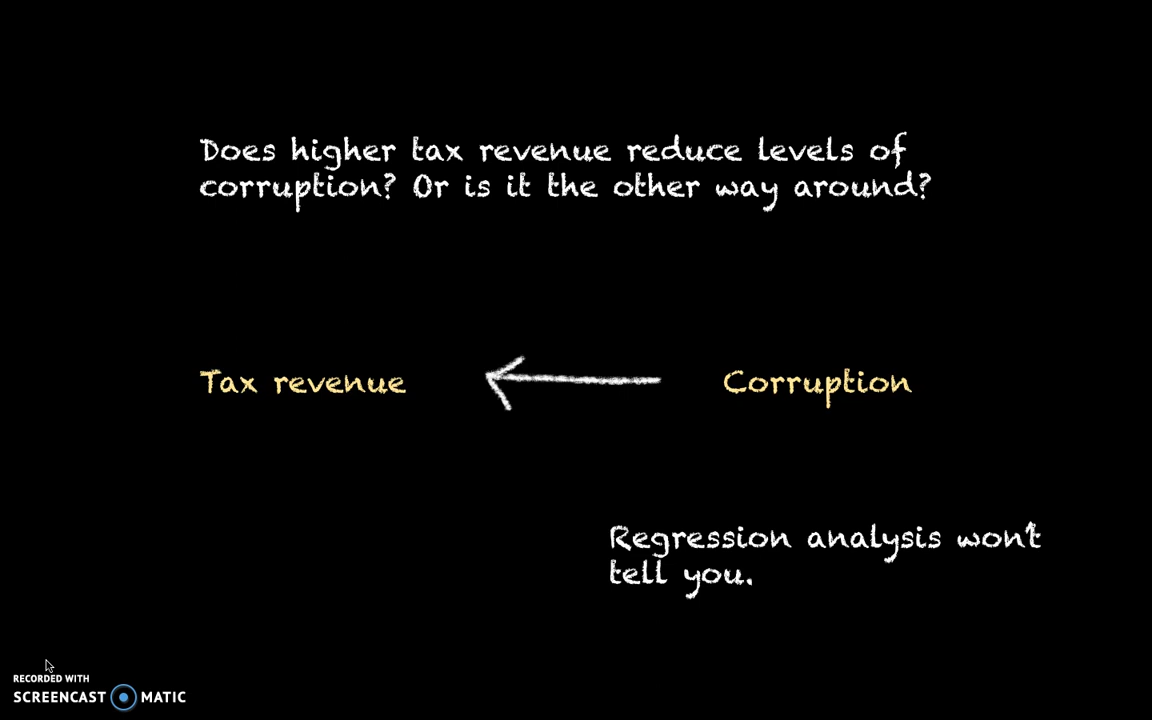 Does higher tax revenue reduce levels of
corruption? Or is it the other way around?
Tax revenue
Corruption
Regression analysis won't
tell you.
RECORDED WITH
SCREENCAST MATIC